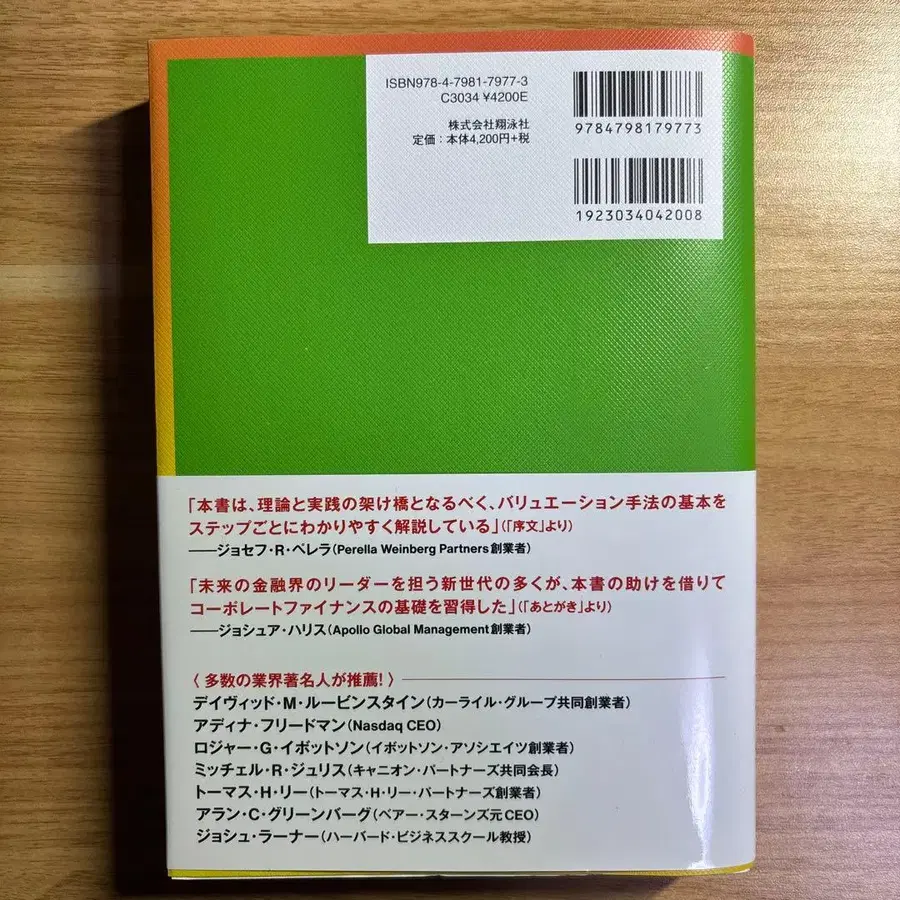 ISBN978-4-7981-7977-3
C3034 ¥4200E
株式会社翔泳社
定価：本体4,200円+税
9784798179773
1923034042008
「本書は、理論と実践の架け橋となるべく、バリュエーション手法の基本を
ステップごとにわかりやすく解説している」（「序文」より）
――ジョセフ・R・ペレラ（Perella Weinberg Partners創業者）
「未来の金融界のリーダーを担う新世代の多くが、本書の助けを借りて
コーポレートファイナンスの基礎を習得した」（「あとがき」より）
――ジョシュア・ハリス（Apollo Global Management創業者）
〈 多数の業界著名人が推薦！〉
デイヴィッド・M・ルービンスタイン（カーライル・グループ共同創業者）
アディナ・フリードマン（Nasdaq CEO）
ロジャー・G・イボットソン（イボットソン・アソシエイツ創業者）
ミッチェル・R・ジュリス（キャニオン・パートナーズ共同会長）
トーマス・H・リー（トーマス・H・リー・パートナーズ創業者）
アラン・C・グリーンバーグ（ベアー・スターンズ元CEO）
ジョシュ・ラーナー（ハーバード・ビジネススクール教授）